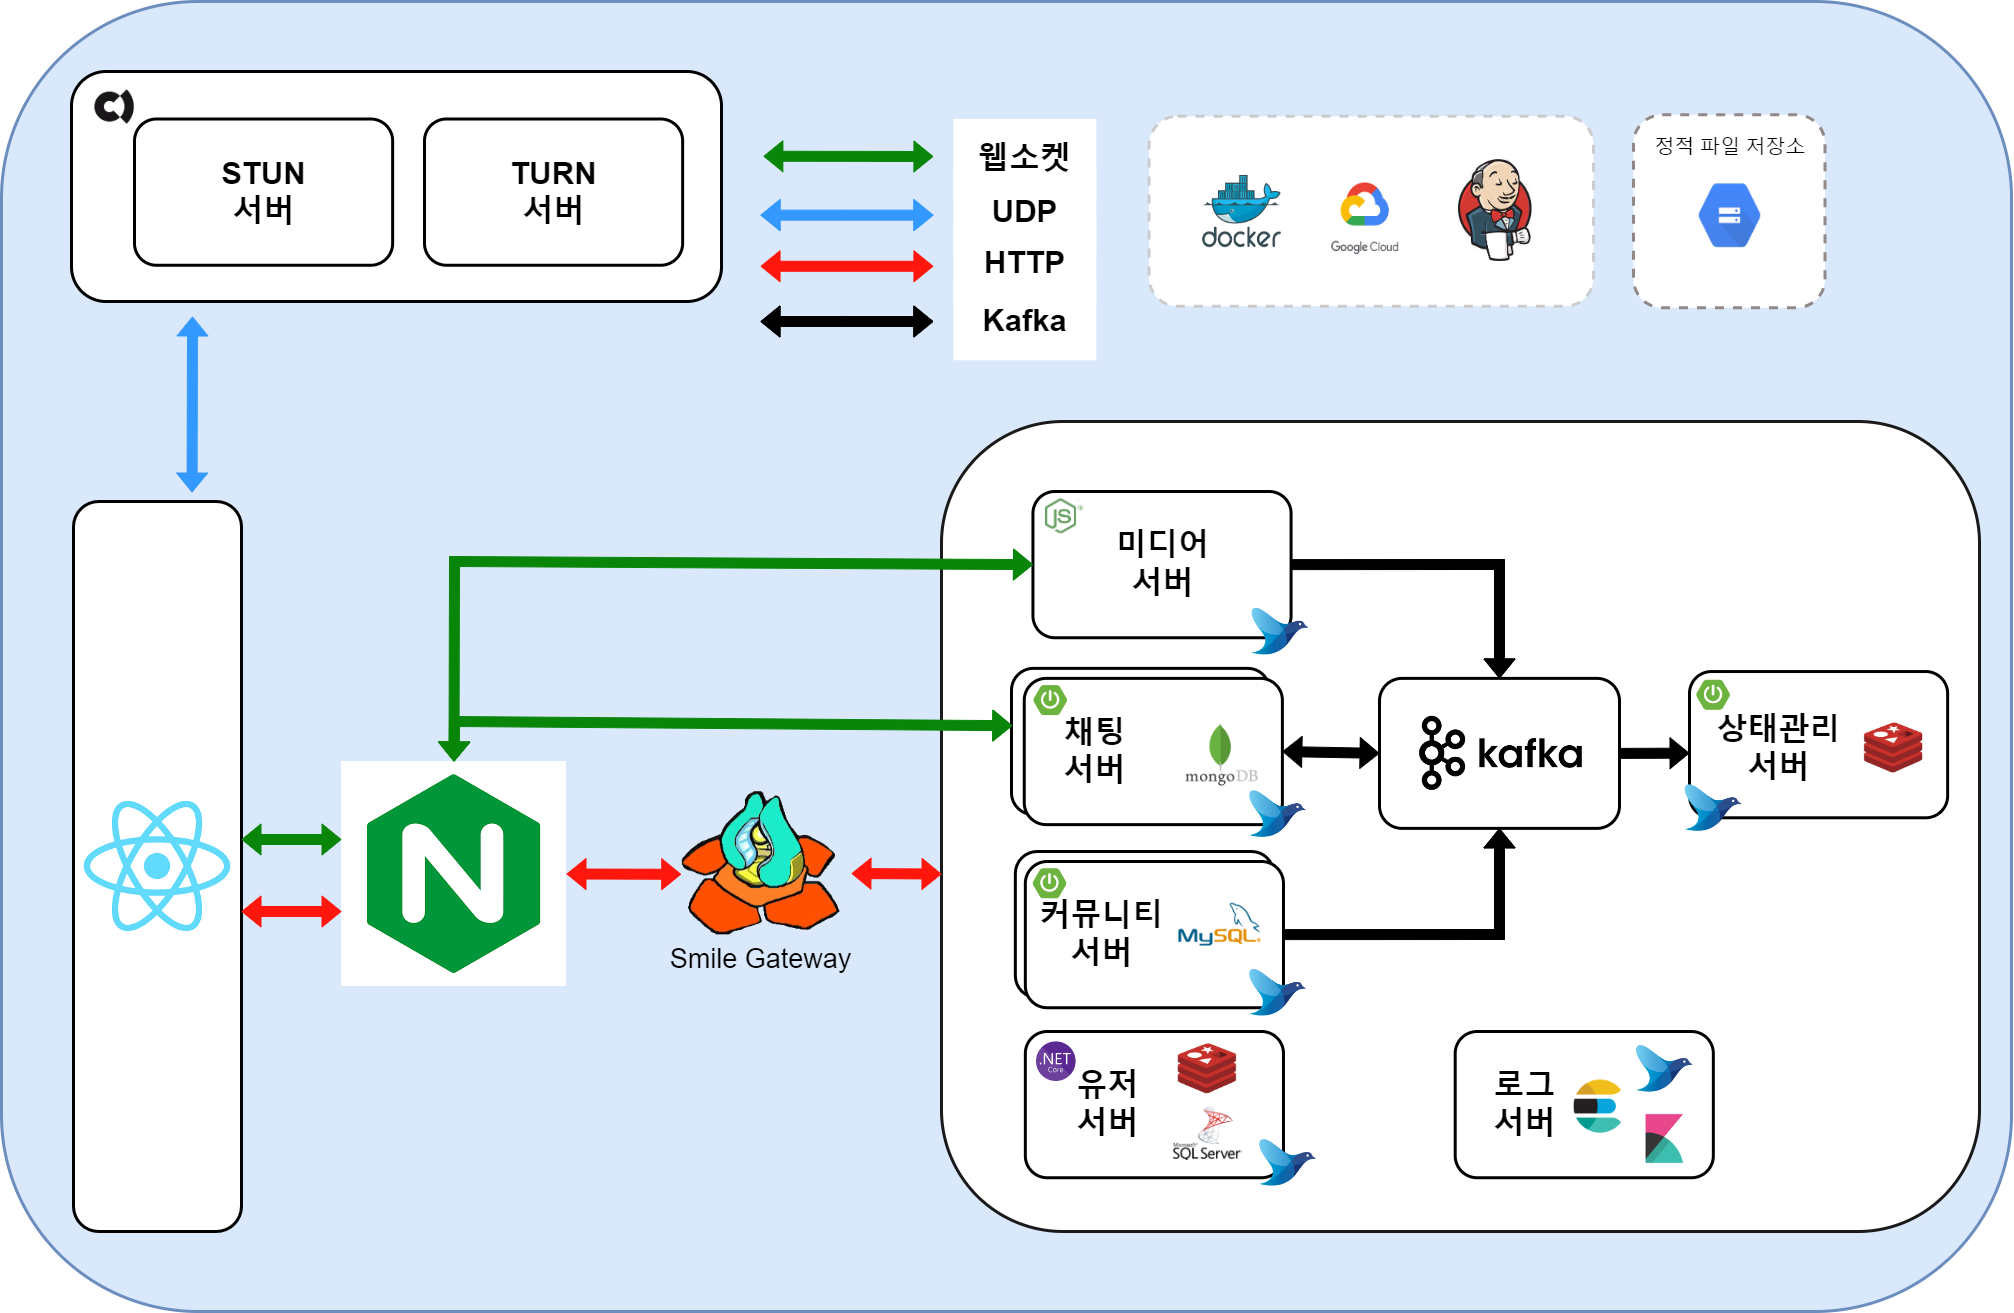 STUN
서버
TURN
서버
웹소켓
UDP
HTTP
Kafka
docker
Google Cloud
정적 파일 저장소
JS
미디어
서버
채팅
서버
mongoDB
kafka
상태관리
서버
Smile Gateway
커뮤니티
서버
MySQL
.NET
Core
유저
서버
Microsoft
SQL Server
로그
서버